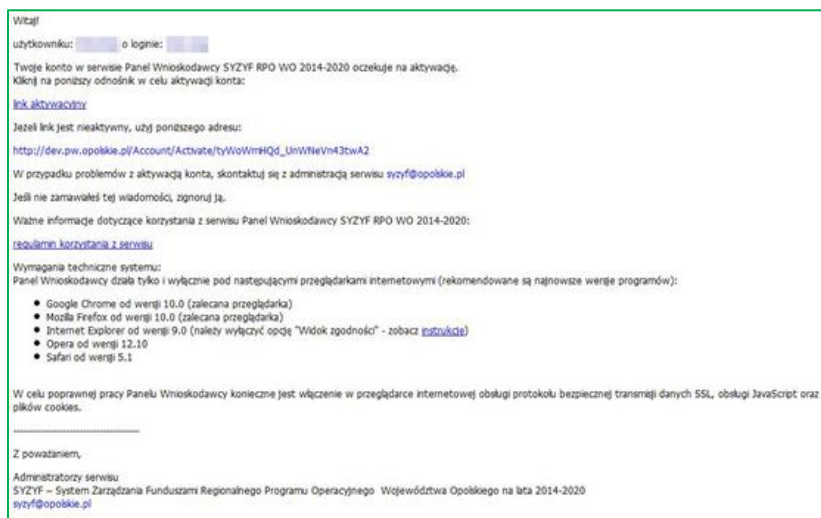 Witaj!
użytkowniku: o loginie:
Twoje konto w serwisie Panel Wnioskodawcy SYZYF RPO WO 2014-2020 oczekuje na aktywację.
Kliknij na poniższy odnośnik w celu aktywacji konta:
link aktywacyjny
Jeżeli link jest nieaktywny, użyj poniższego adresu:
http://dev.pw.opolskie.pl/Account/Activate/tyWoWmHQd_UnWNeVn43twA2
W przypadku problemów z aktywacją konta, skontaktuj się z administracją serwisu syzyf@opolskie.pl
Jeśli nie zamawiałeś tej wiadomości, zignoruj ją.
Ważne informacje dotyczące korzystania z serwisu Panel Wnioskodawcy SYZYF RPO WO 2014-2020:
regulamin korzystania z serwisu
Wymagania techniczne systemu:
Panel Wnioskodawcy działa tylko i wyłącznie pod następującymi przeglądarkami internetowymi (rekomendowane są najnowsze wersje programów):
● Google Chrome od wersji 10.0 (zalecana przeglądarka)
● Mozilla Firefox od wersji 10.0 (zalecana przeglądarka)
● Internet Explorer od wersji 9.0 (należy wyłączyć opcję "Widok zgodności" - zobacz instrukcję)
● Opera od wersji 12.10
● Safari od wersji 5.1
W celu poprawnej pracy Panelu Wnioskodawcy konieczne jest włączenie w przeglądarce internetowej obsługi protokołu bezpiecznej transmisji danych SSL, obsługi JavaScript oraz
plików cookies.
-----------------------------------
Z poważaniem,
Administratorzy serwisu
SYZYF – System Zarządzania Funduszami Regionalnego Programu Operacyjnego Województwa Opolskiego na lata 2014-2020
syzyf@opolskie.pl